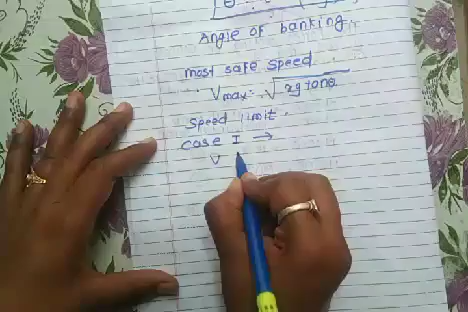 Angle of banking
most safe speed
Vmax = √rg tanθ
Speed limit.
case I →
V